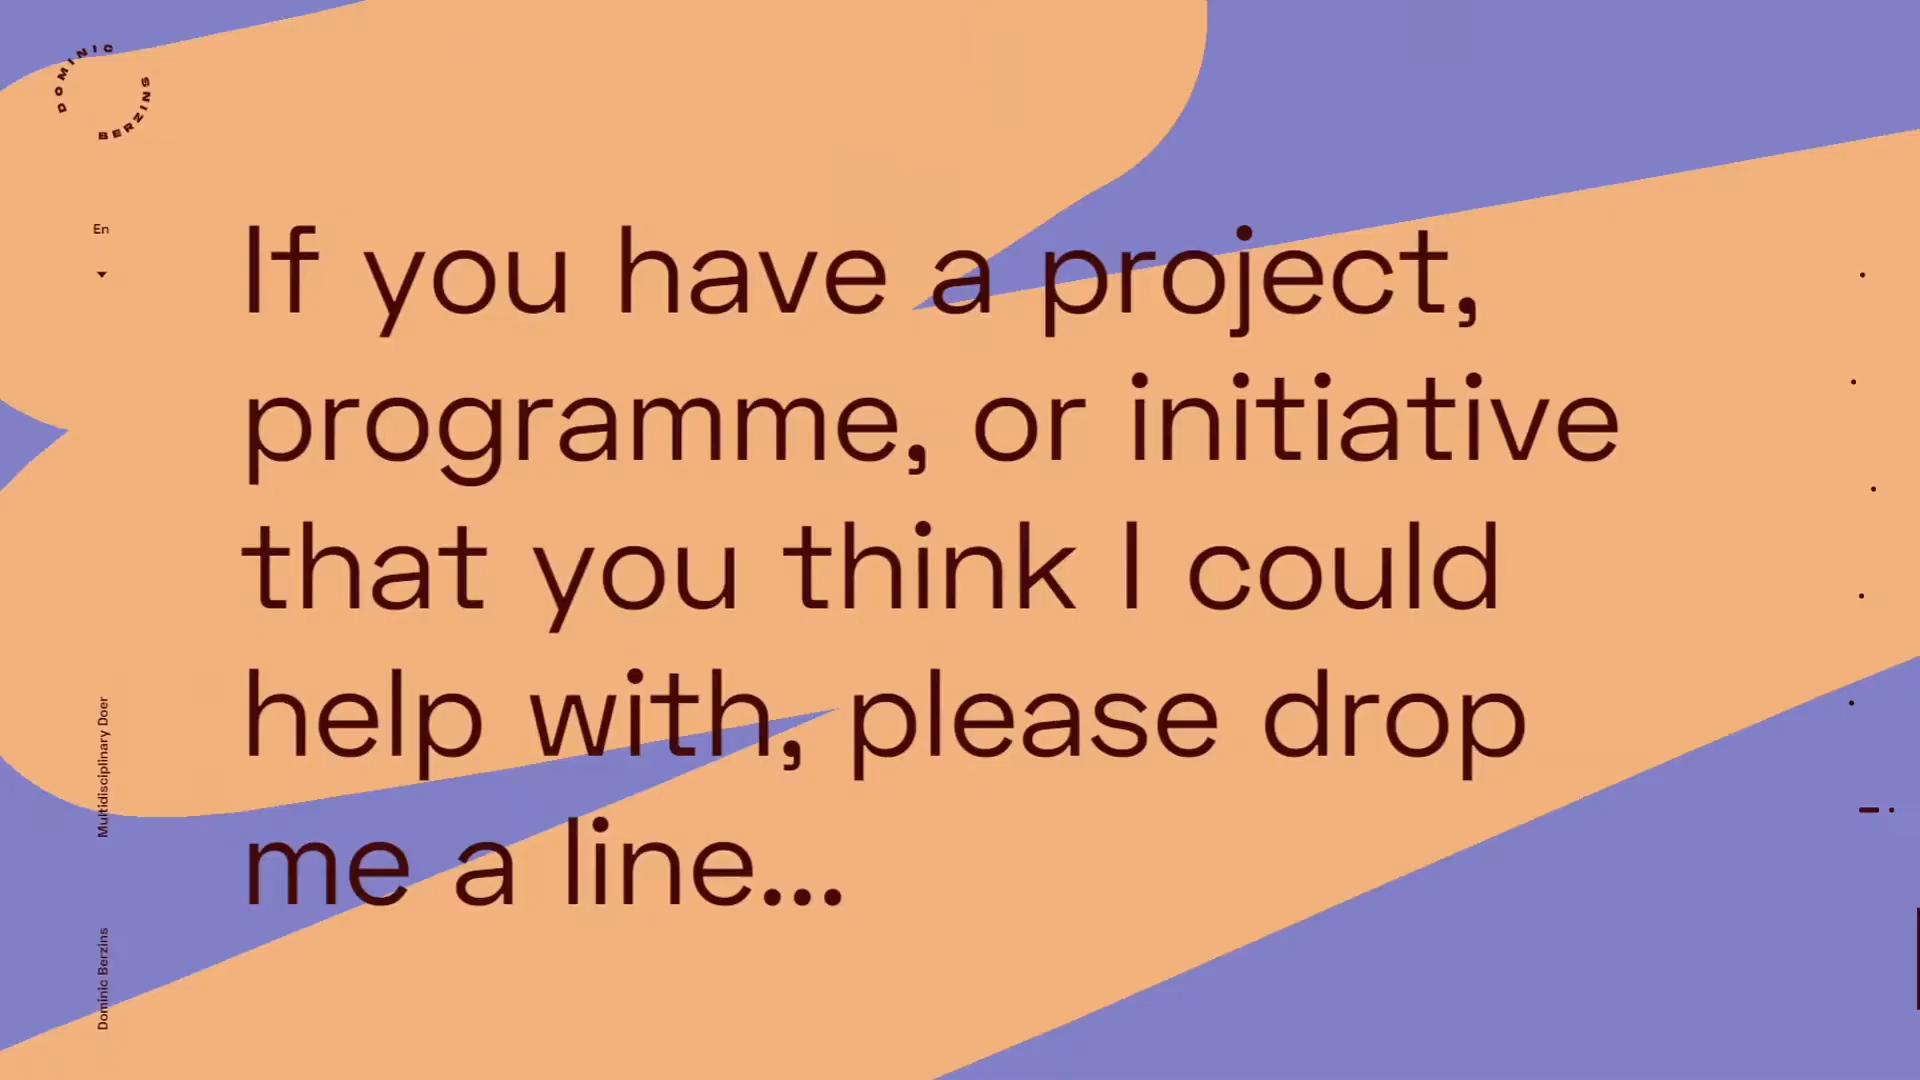 DOMINIC
BERZINS
En
If you have a project,
programme, or initiative
that you think I could
help with, please drop
me a line...
Multidisciplinary Doer
Dominic Berzins